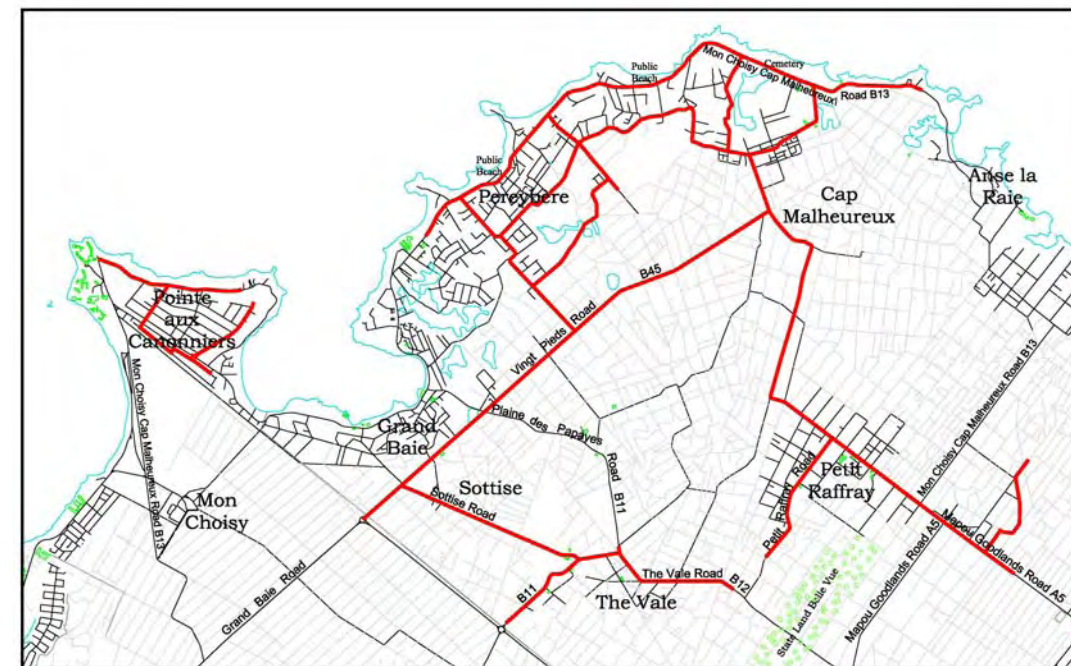 Cemetery
Mon Choisy Cap Malheureux Road B13
Public
Beach
Public
Beach
Pereybere
Cap
Malheureux
Anse la
Raie
B45
Pointe
aux
Canonniers
Vingt Pieds Road
Mon Choisy Cap Malheureux Road B13
Mon Choisy Cap Malheureux Road B13
Grand
Baie
Plaine des Papayes
Road B11
Sottise
Sottise Road
Mon
Choisy
Petit
Raffray
Petit Raffray Road
Mapou Goodlands Road A5
Mapou Goodlands Road A5
Grand Baie Road
B11
The Vale Road
B12
The Vale
State Land Belle Vue